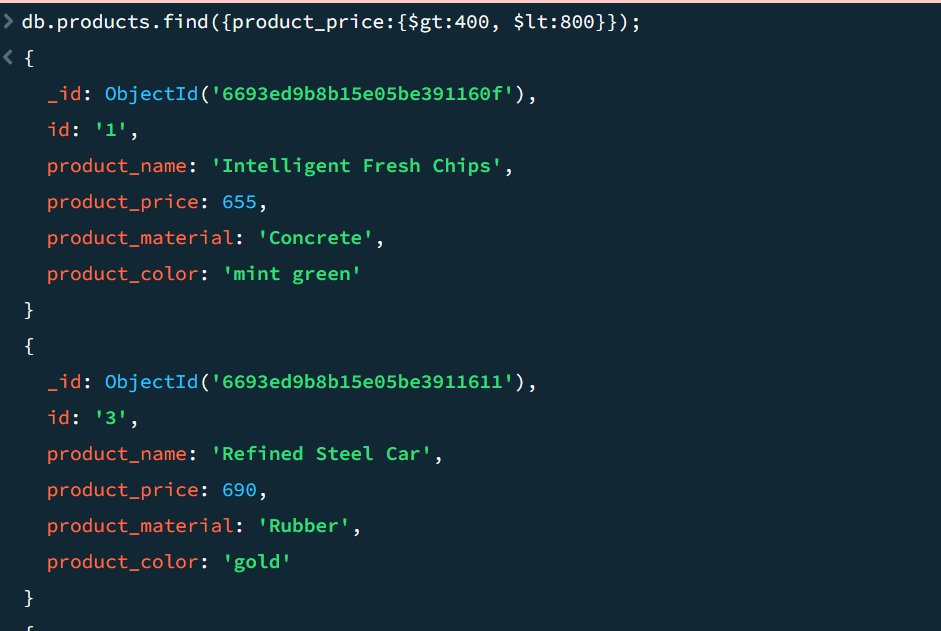 db.products.find({product_price:{$gt:400, $lt:800}});
{
_id: ObjectId('6693ed9b8b15e05be391160f'),
id: '1',
product_name: 'Intelligent Fresh Chips',
product_price: 655,
product_material: 'Concrete',
product_color: 'mint green'
}
{
_id: ObjectId('6693ed9b8b15e05be3911611'),
id: '3',
product_name: 'Refined Steel Car',
product_price: 690,
product_material: 'Rubber',
product_color: 'gold'
}
{